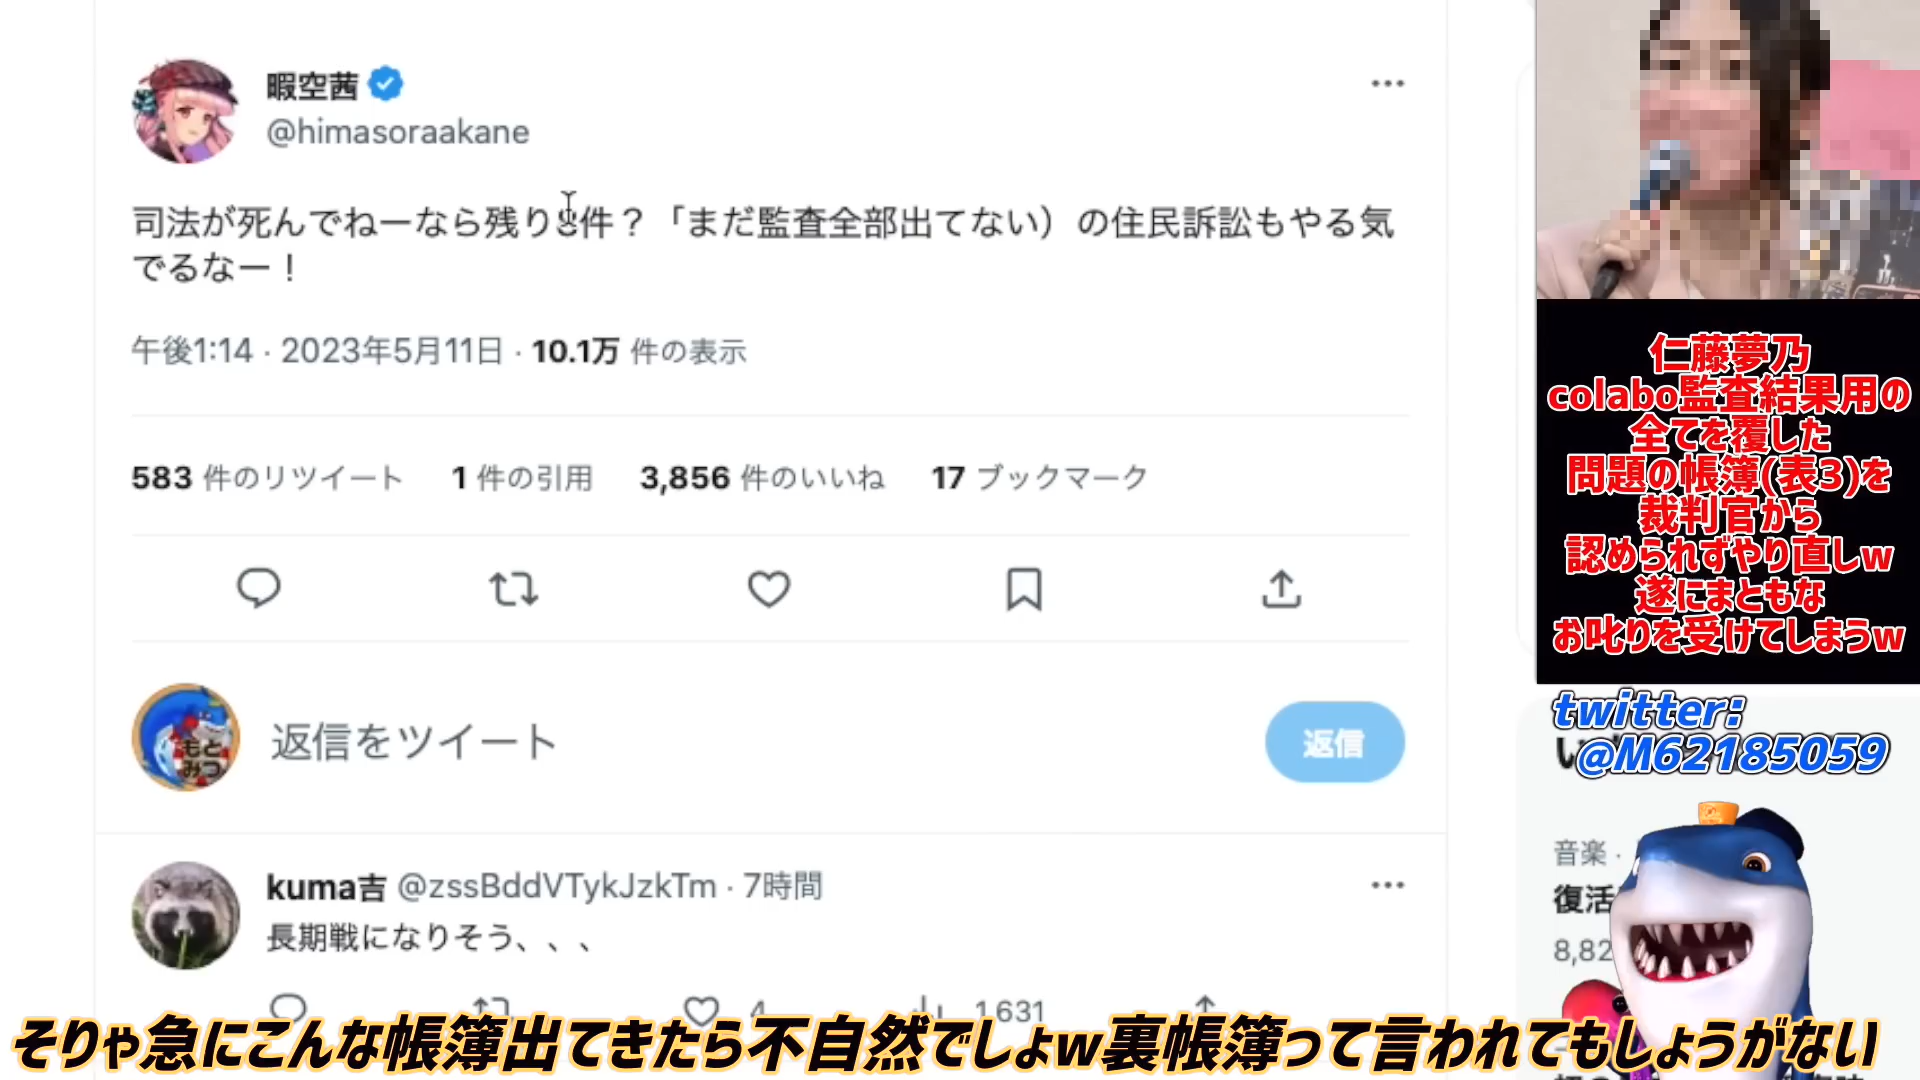 暇空茜
@himasoraakane
司法が死んでねーなら残り8件？「まだ監査全部出てない）の住民訴訟もやる気
でるなー！
午後1:14 · 2023年5月11日 · 10.1万 件の表示
583 件のリツイート 1 件の引用 3,856 件のいいね 17 ブックマーク
もと
みつ
返信をツイート
返信
kuma吉 @zssBddVTykJzkTm · 7時間
長期戦になりそう、、、
4 1,631
仁藤夢乃
colabo監査結果用の
全てを覆した
問題の帳簿(表3)を
裁判官から
認められずやり直しw
遂にまともな
お叱りを受けてしまうw
twitter:
@M62185059
音楽 ·
復活
8,82
そりゃ急にこんな帳簿出てきたら不自然でしょw裏帳簿って言われてもしょうがない